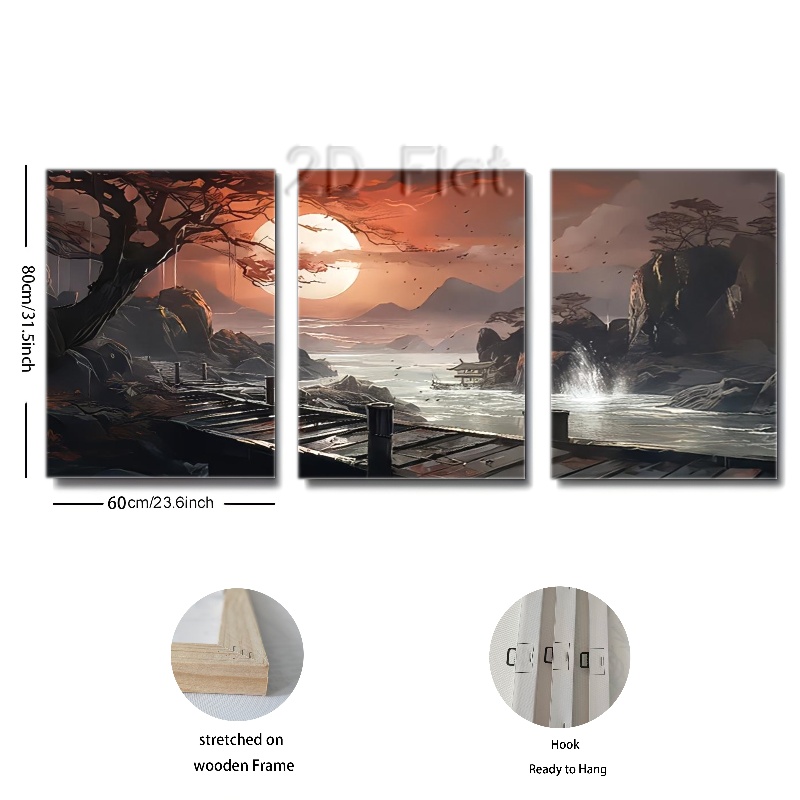 2D Flat
80cm/31.5inch
60cm/23.6inch
stretched on
wooden Frame
Hook
Ready to Hang